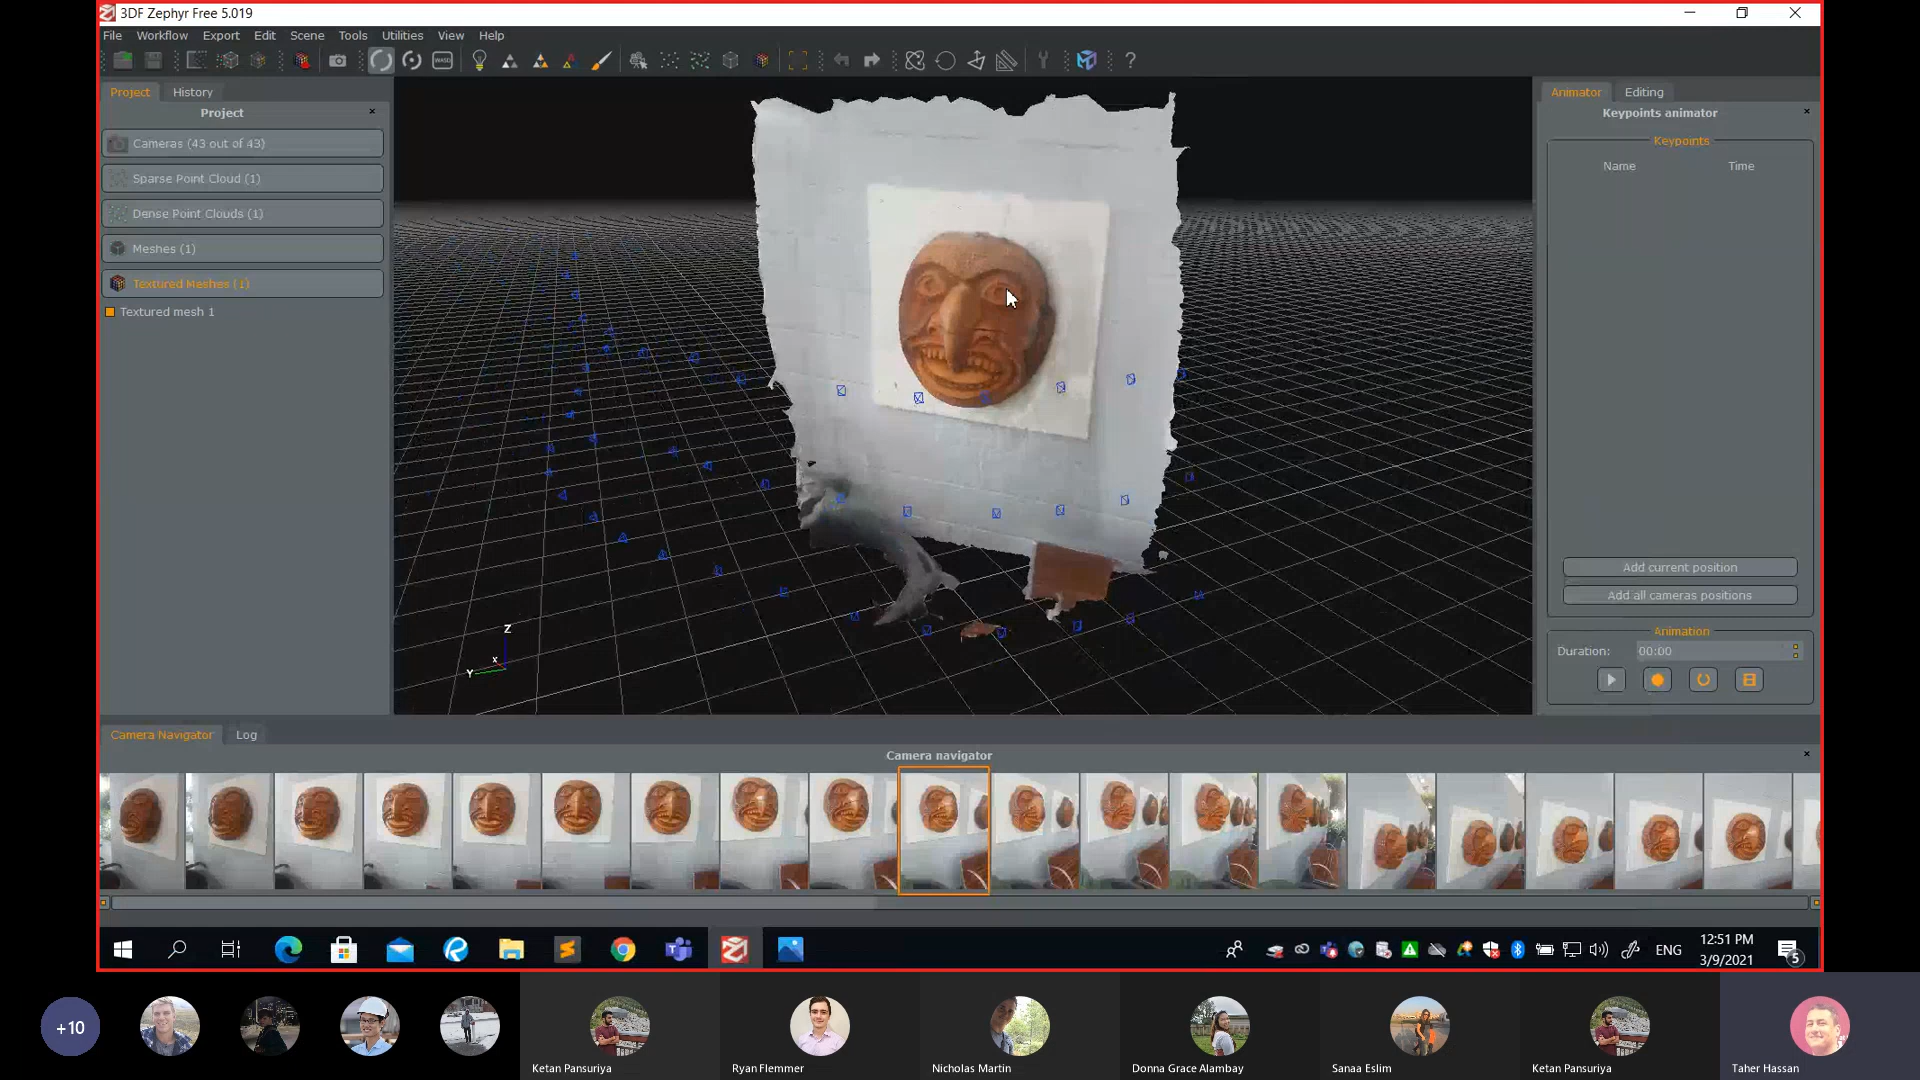 3DF Zephyr Free 5.019
File Workflow Export Edit Scene Tools Utilities View Help
WASD
?
Project History
Project
Cameras (43 out of 43)
Sparse Point Cloud (1)
Dense Point Clouds (1)
Meshes (1)
Textured Meshes (1)
Textured mesh 1
Z
X
Y
Animator Editing
Keypoints animator
Keypoints
Name Time
Add current position
Add all cameras positions
Animation
Duration: 00:00
Camera Navigator Log
Camera navigator
ENG
12:51 PM
3/9/2021
5
+10
Ketan Pansuriya
Ryan Flemmer
Nicholas Martin
Donna Grace Alambay
Sanaa Eslim
Ketan Pansuriya
Taher Hassan